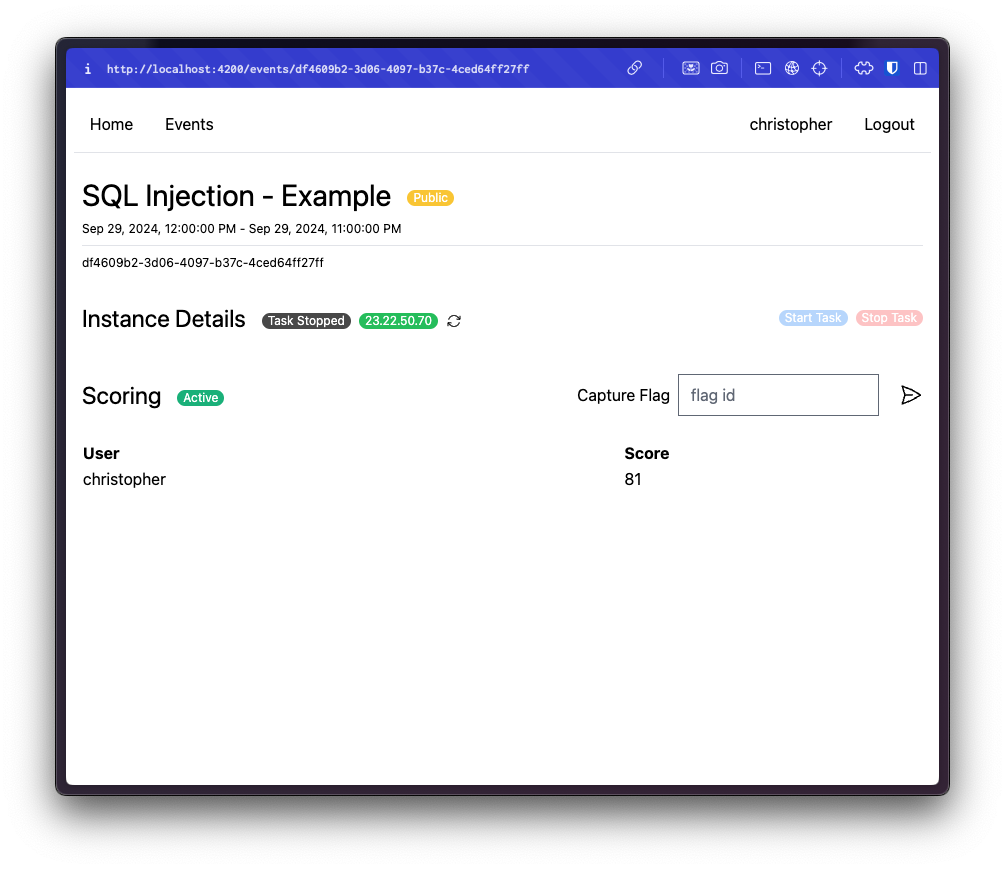 i http://localhost:4200/events/df4609b2-3d06-4097-b37c-4ced64ff27ff
Home Events christopher Logout
SQL Injection - Example Public
Sep 29, 2024, 12:00:00 PM - Sep 29, 2024, 11:00:00 PM
df4609b2-3d06-4097-b37c-4ced64ff27ff
Instance Details Task Stopped 23.22.50.70 Start Task Stop Task
Scoring Active Capture Flag flag id
User Score
christopher 81